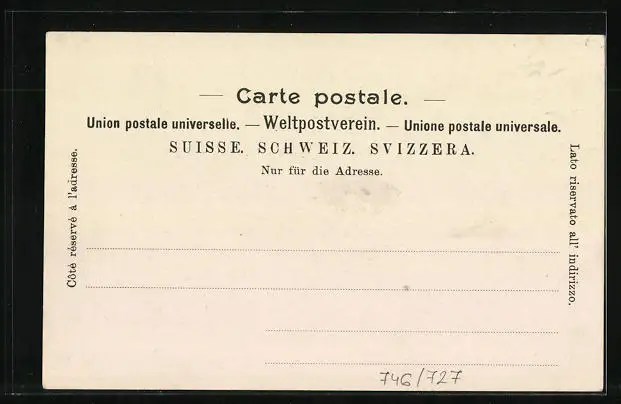 — Carte postale. —
Union postale universelle. — Weltpostverein. — Unione postale universale.
SUISSE. SCHWEIZ. SVIZZERA.
Nur für die Adresse.
Côté réservé à l'adresse.
Lato riservato all' indirizzo.
746/727